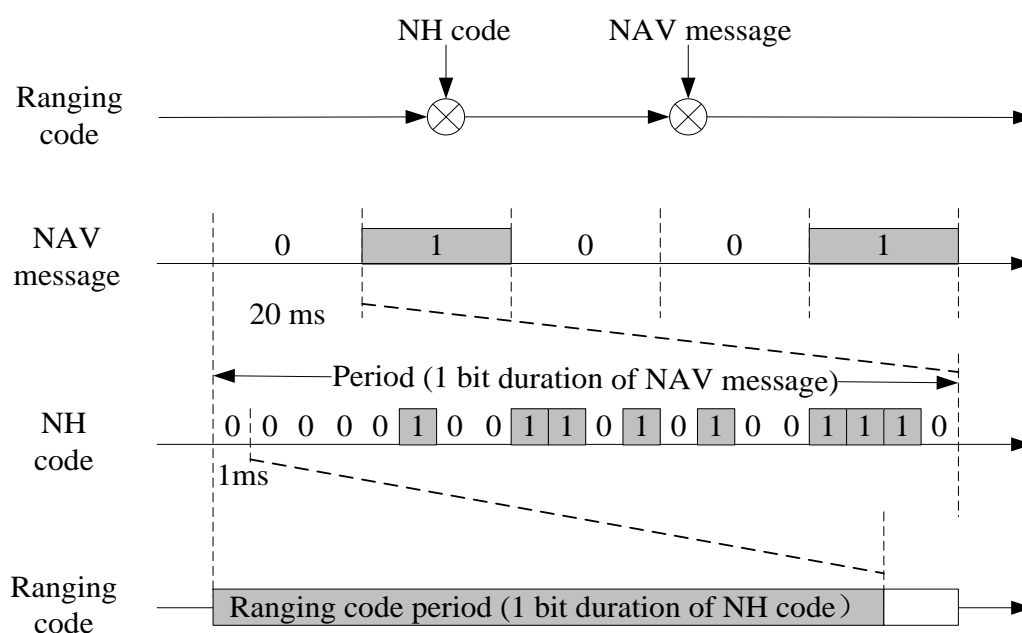 NH code NAV message
Ranging
code
NAV
message
0 1 0 0 1
20 ms
Period (1 bit duration of NAV message)
NH
code
0 0 0 0 0 1 0 0 1 1 0 1 0 1 0 0 1 1 1 0
1ms
Ranging
code
Ranging code period (1 bit duration of NH code）